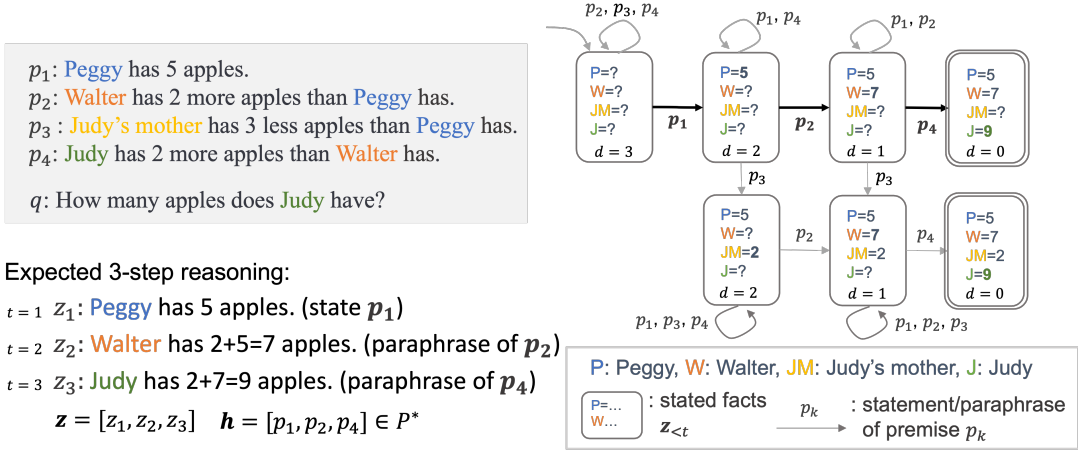 p₁: Peggy has 5 apples.
p₂: Walter has 2 more apples than Peggy has.
p₃ : Judy's mother has 3 less apples than Peggy has.
p₄: Judy has 2 more apples than Walter has.
q: How many apples does Judy have?
Expected 3-step reasoning:
t = 1 z₁: Peggy has 5 apples. (state p₁)
t = 2 z₂: Walter has 2+5=7 apples. (paraphrase of p₂)
t = 3 z₃: Judy has 2+7=9 apples. (paraphrase of p₄)
z = [z₁, z₂, z₃] h = [p₁, p₂, p₄] ∈ P*
p₂, p₃, p₄
p₁, p₄
p₁, p₂
P=?
W=?
JM=?
J=?
d = 3
p₁
P=5
W=?
JM=?
J=?
d = 2
p₂
P=5
W=7
JM=?
J=?
d = 1
p₄
P=5
W=7
JM=?
J=9
d = 0
p₃
p₃
P=5
W=?
JM=2
J=?
d = 2
p₂
P=5
W=7
JM=2
J=?
d = 1
p₄
P=5
W=7
JM=2
J=9
d = 0
p₁, p₃, p₄
p₁, p₂, p₃
P: Peggy, W: Walter, JM: Judy's mother, J: Judy
P=...
W...
: stated facts
z<t
pₖ
: statement/paraphrase
of premise pₖ